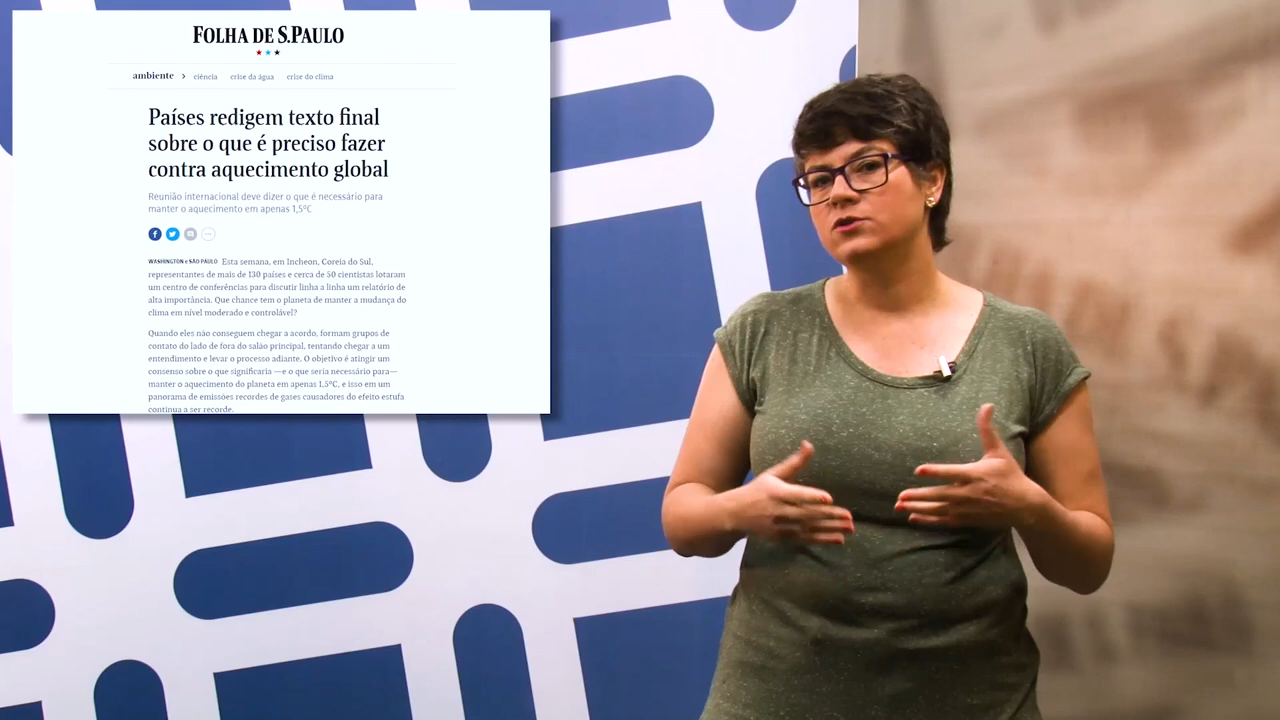 FOLHA DE S.PAULO
ambiente > ciência crise da água crise do clima
Países redigem texto final
sobre o que é preciso fazer
contra aquecimento global
Reunião internacional deve dizer o que é necessário para
manter o aquecimento em apenas 1,5ºC
WASHINGTON e SÃO PAULO Esta semana, em Incheon, Coreia do Sul,
representantes de mais de 130 países e cerca de 50 cientistas lotaram
um centro de conferências para discutir linha a linha um relatório de
alta importância. Que chance tem o planeta de manter a mudança do
clima em nível moderado e controlável?
Quando eles não conseguem chegar a acordo, formam grupos de
contato do lado de fora do salão principal, tentando chegar a um
entendimento e levar o processo adiante. O objetivo é atingir um
consenso sobre o que significaria —e o que seria necessário para—
manter o aquecimento do planeta em apenas 1,5ºC, e isso em um
panorama de emissões recordes de gases causadores do efeito estufa
continua a ser recorde.